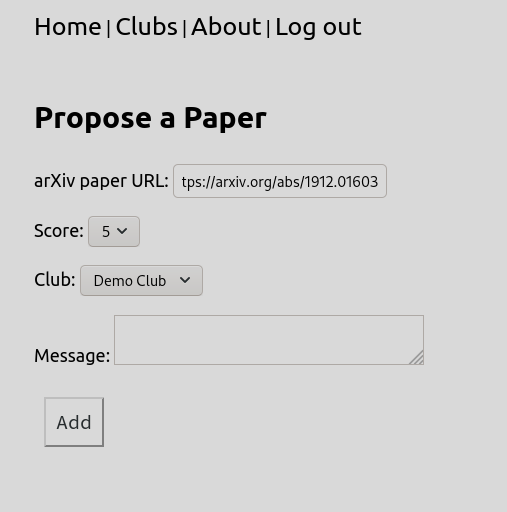 Home | Clubs | About | Log out
Propose a Paper
arXiv paper URL: tps://arxiv.org/abs/1912.01603
Score: 5
Club: Demo Club
Message:
Add